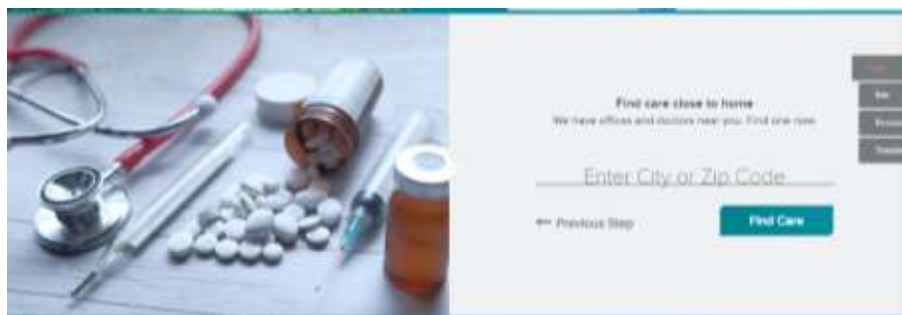 Find care close to home
We have offices and doctors near you. Find one now
Enter City or Zip Code
← Previous Step
Find Care